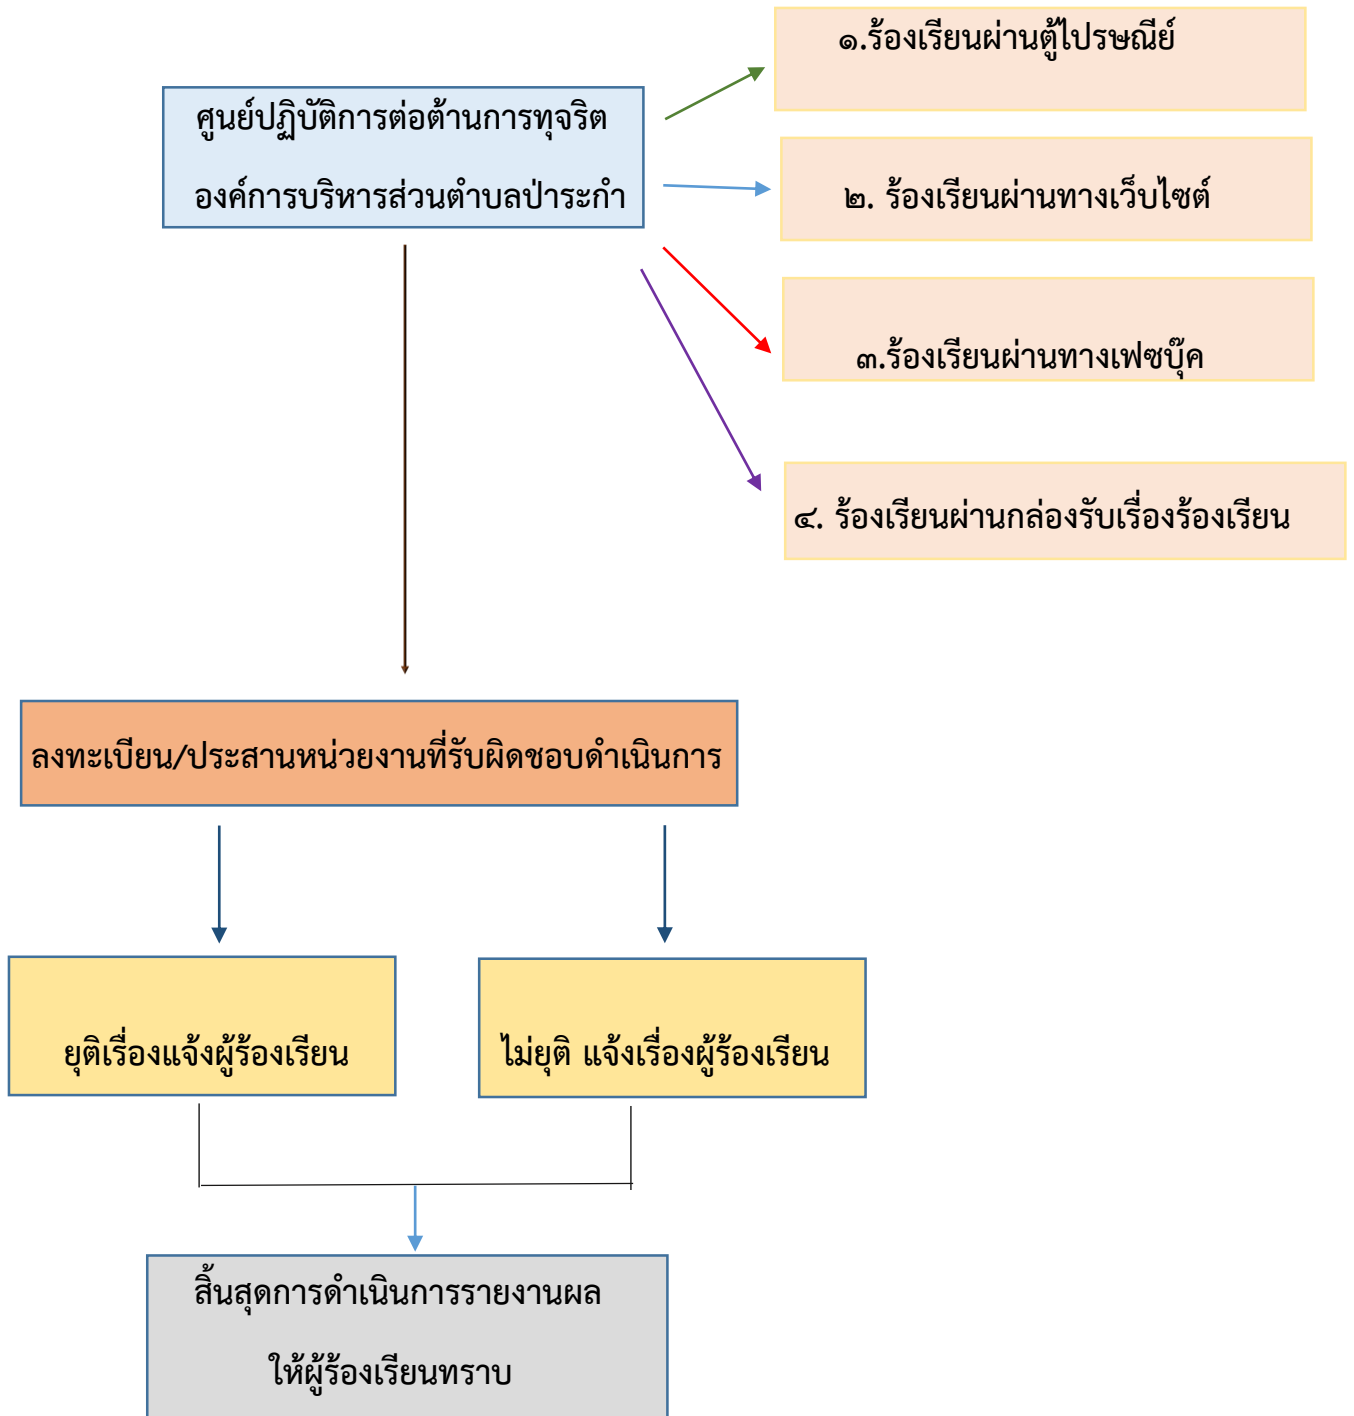 ๑.ร้องเรียนผ่านตู้ไปรษณีย์
ศูนย์ปฏิบัติการต่อต้านการทุจริต
องค์การบริหารส่วนตำบลป่าระกำ
๒. ร้องเรียนผ่านทางเว็บไซต์
๓.ร้องเรียนผ่านทางเฟซบุ๊ค
๔. ร้องเรียนผ่านกล่องรับเรื่องร้องเรียน
ลงทะเบียน/ประสานหน่วยงานที่รับผิดชอบดำเนินการ
ยุติเรื่องแจ้งผู้ร้องเรียน
ไม่ยุติ แจ้งเรื่องผู้ร้องเรียน
สิ้นสุดการดำเนินการรายงานผล
ให้ผู้ร้องเรียนทราบ